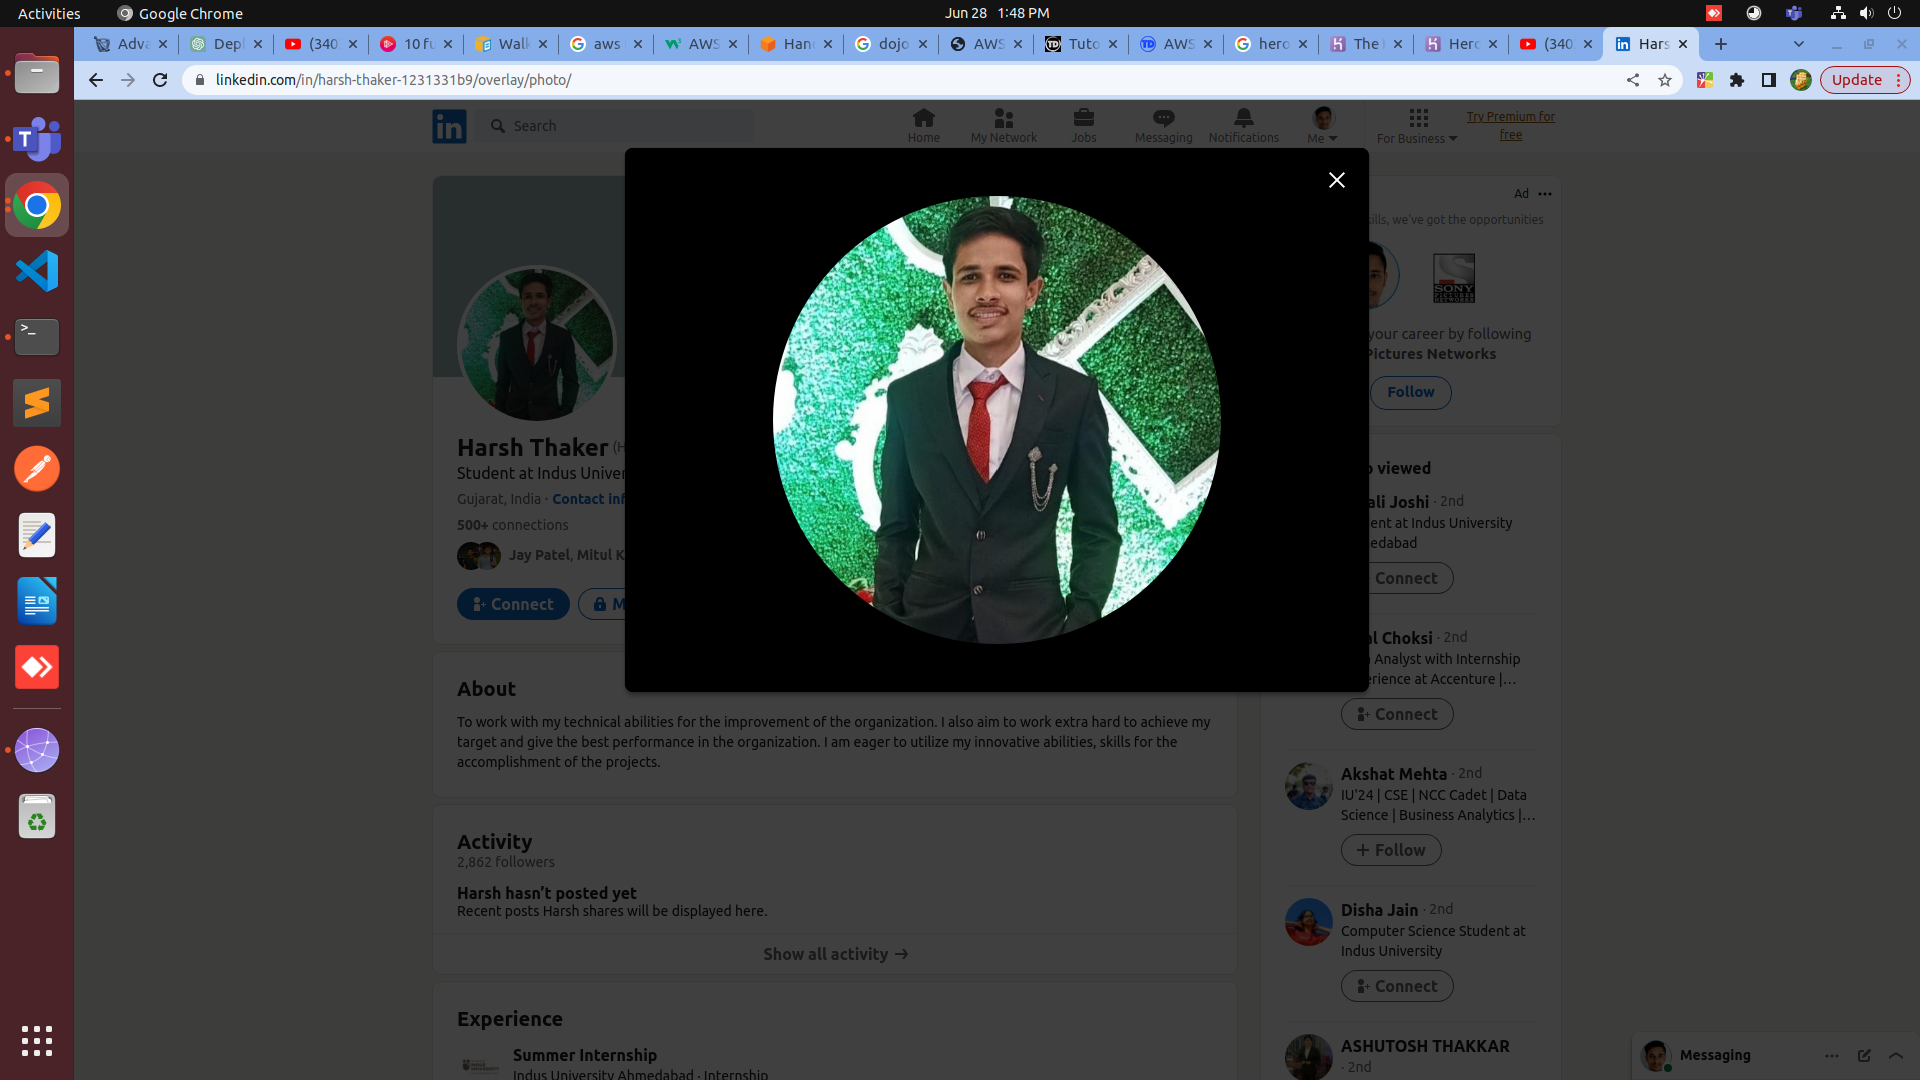 Activities
Google Chrome
Jun 28 1:48 PM
Adva
Depl
(340
10 fu
Walk
aws
AWS
Hand
dojo
AWS
Tuto
AWS
hero
The
Hero
(340
Hars
linkedin.com/in/harsh-thaker-1231331b9/overlay/photo/
Update
in
Search
Home
My Network
Jobs
Messaging
Notifications
Me
For Business
Try Premium for
free
Ad
we've got the opportunities
SONY
your career by following
Pictures Networks
Follow
Harsh Thaker
Student at Indus Univer
Gujarat, India · Contact inf
500+ connections
Jay Patel, Mitul K
Connect
viewed
Joshi · 2nd
at Indus University
Connect
Choksi · 2nd
Analyst with Internship
at Accenture |...
Connect
About
To work with my technical abilities for the improvement of the organization. I also aim to work extra hard to achieve my
target and give the best performance in the organization. I am eager to utilize my innovative abilities, skills for the
accomplishment of the projects.
Akshat Mehta · 2nd
IU'24 | CSE | NCC Cadet | Data
Science | Business Analytics |...
+ Follow
Activity
2,862 followers
Harsh hasn't posted yet
Recent posts Harsh shares will be displayed here.
Show all activity →
Disha Jain · 2nd
Computer Science Student at
Indus University
Connect
Experience
Summer Internship
Indus University Ahmedabad · Internship
ASHUTOSH THAKKAR
· 2nd
Messaging